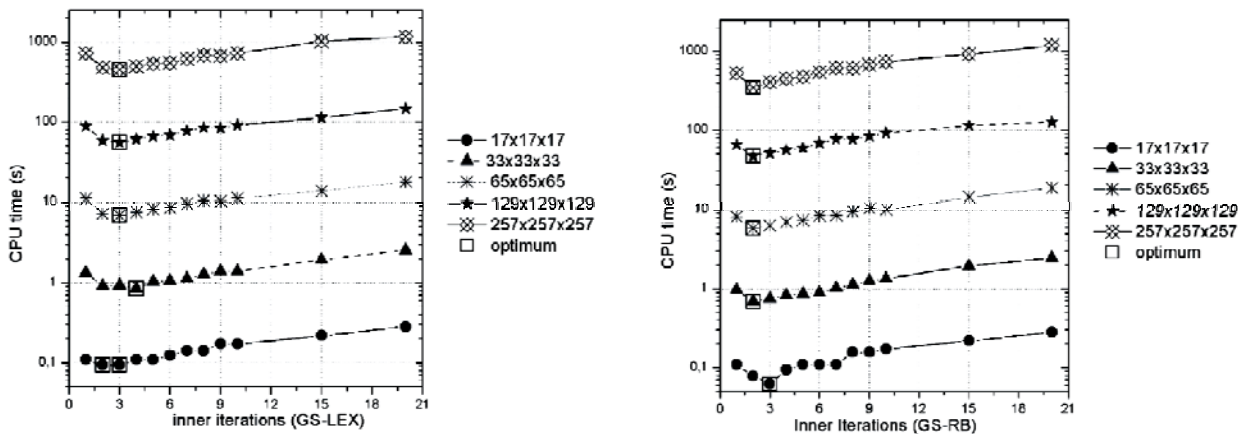 1000
100
10
1
0,1
CPU time (s)
0 3 6 9 12 15 18 21
inner iterations (GS-LEX)
17x17x17
33x33x33
65x65x65
129x129x129
257x257x257
optimum
1000
100
10
1
0,1
CPU time (s)
0 3 6 9 12 15 18 21
Inner Iterations (GS-RB)
17x17x17
33x33x33
65x65x65
129x129x129
257x257x257
optimum